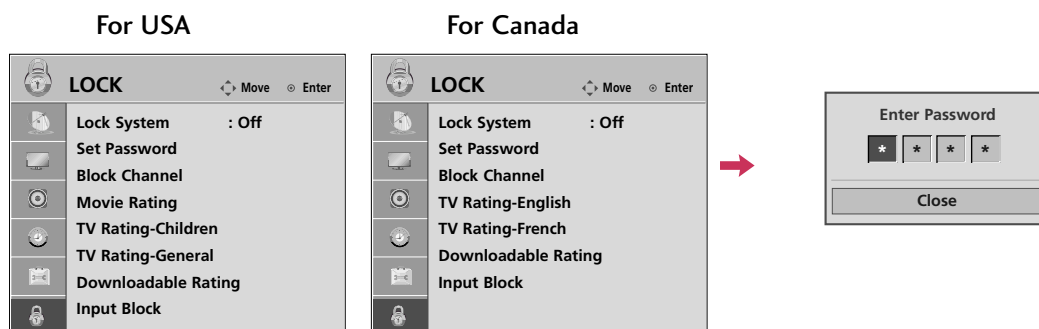 For USA
LOCK Move Enter
Lock System : Off
Set Password
Block Channel
Movie Rating
TV Rating-Children
TV Rating-General
Downloadable Rating
Input Block
For Canada
LOCK Move Enter
Lock System : Off
Set Password
Block Channel
TV Rating-English
TV Rating-French
Downloadable Rating
Input Block
Enter Password
* * * *
Close